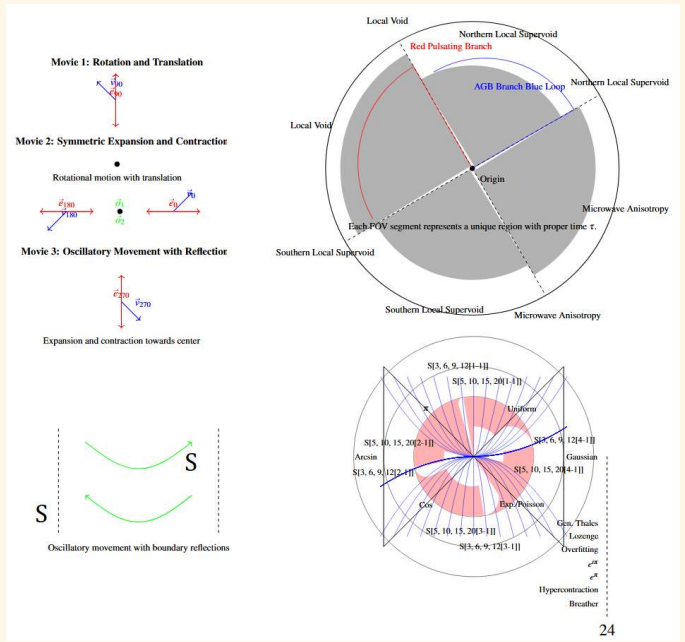 Movie 1: Rotation and Translation
v⃗90
e⃗90
Movie 2: Symmetric Expansion and Contraction
Rotational motion with translation
e⃗180
v⃗180
σ⃗1
σ⃗2
e⃗0
v⃗0
Movie 3: Oscillatory Movement with Reflection
e⃗270
v⃗270
Expansion and contraction towards center
S
S
Oscillatory movement with boundary reflections
Local Void
Northern Local Supervoid
Red Pulsating Branch
Northern Local Supervoid
AGB Branch Blue Loop
Local Void
Origin
Microwave Anisotropy
Each FOV segment represents a unique region with proper time τ.
Southern Local Supervoid
Southern Local Supervoid
Microwave Anisotropy
S[3, 6, 9, 12[1-1]]
S[5, 10, 15, 20[1-1]]
π
Uniform
S[5, 10, 15, 20[2-1]]
S[3, 6, 9, 12[4-1]]
Arcsin
Gaussian
S[3, 6, 9, 12[2-1]]
S[5, 10, 15, 20[4-1]]
Cos
Exp./Poisson
S[5, 10, 15, 20[3-1]]
S[3, 6, 9, 12[3-1]]
Gen. Thales
Lozenge
Overfitting
e^{iπ}
e^π
Hypercontraction
Breather
24